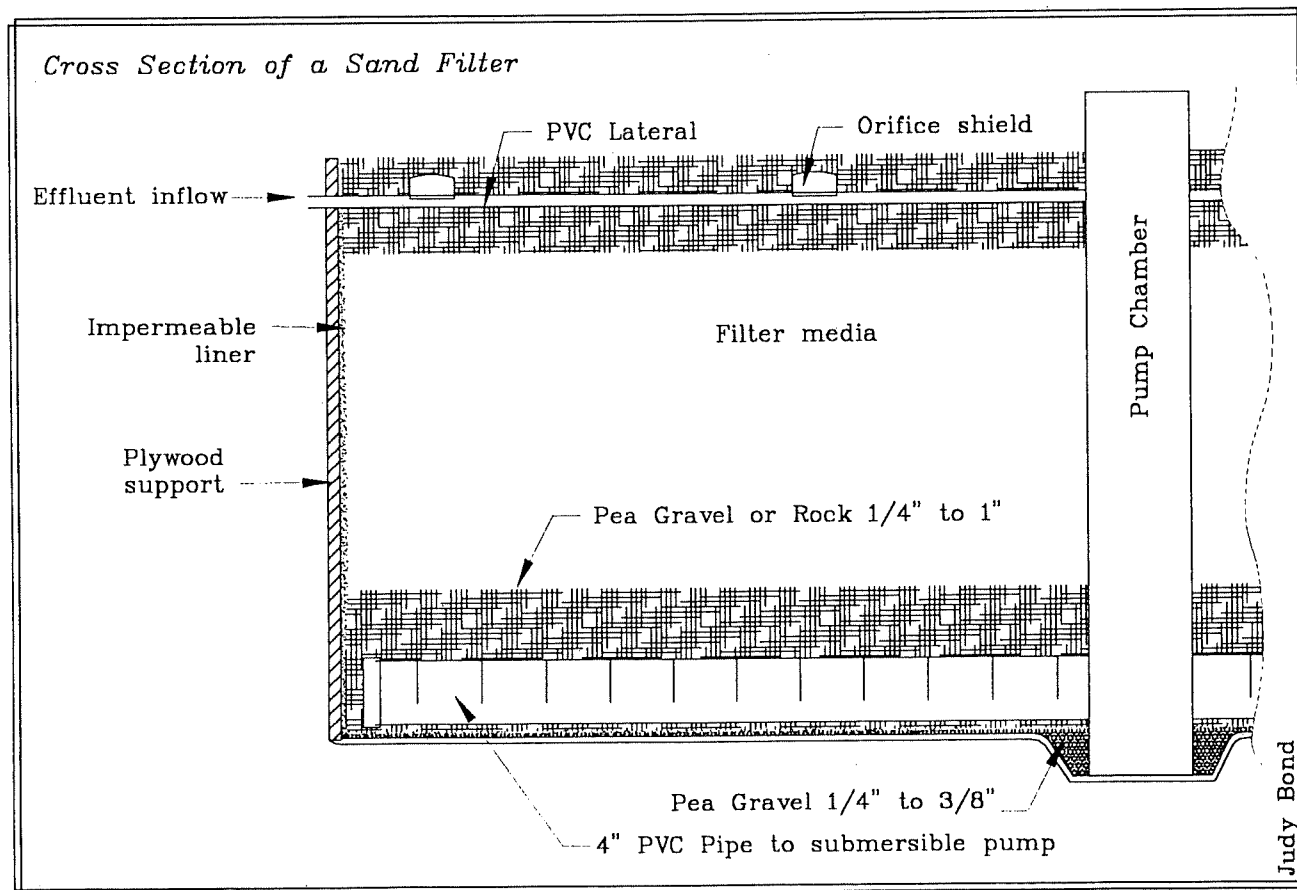 Cross Section of a Sand Filter
PVC Lateral
Orifice shield
Effluent inflow
Impermeable
liner
Filter media
Pump Chamber
Plywood
support
Pea Gravel or Rock 1/4" to 1"
Pea Gravel 1/4" to 3/8"
4" PVC Pipe to submersible pump
Judy Bond